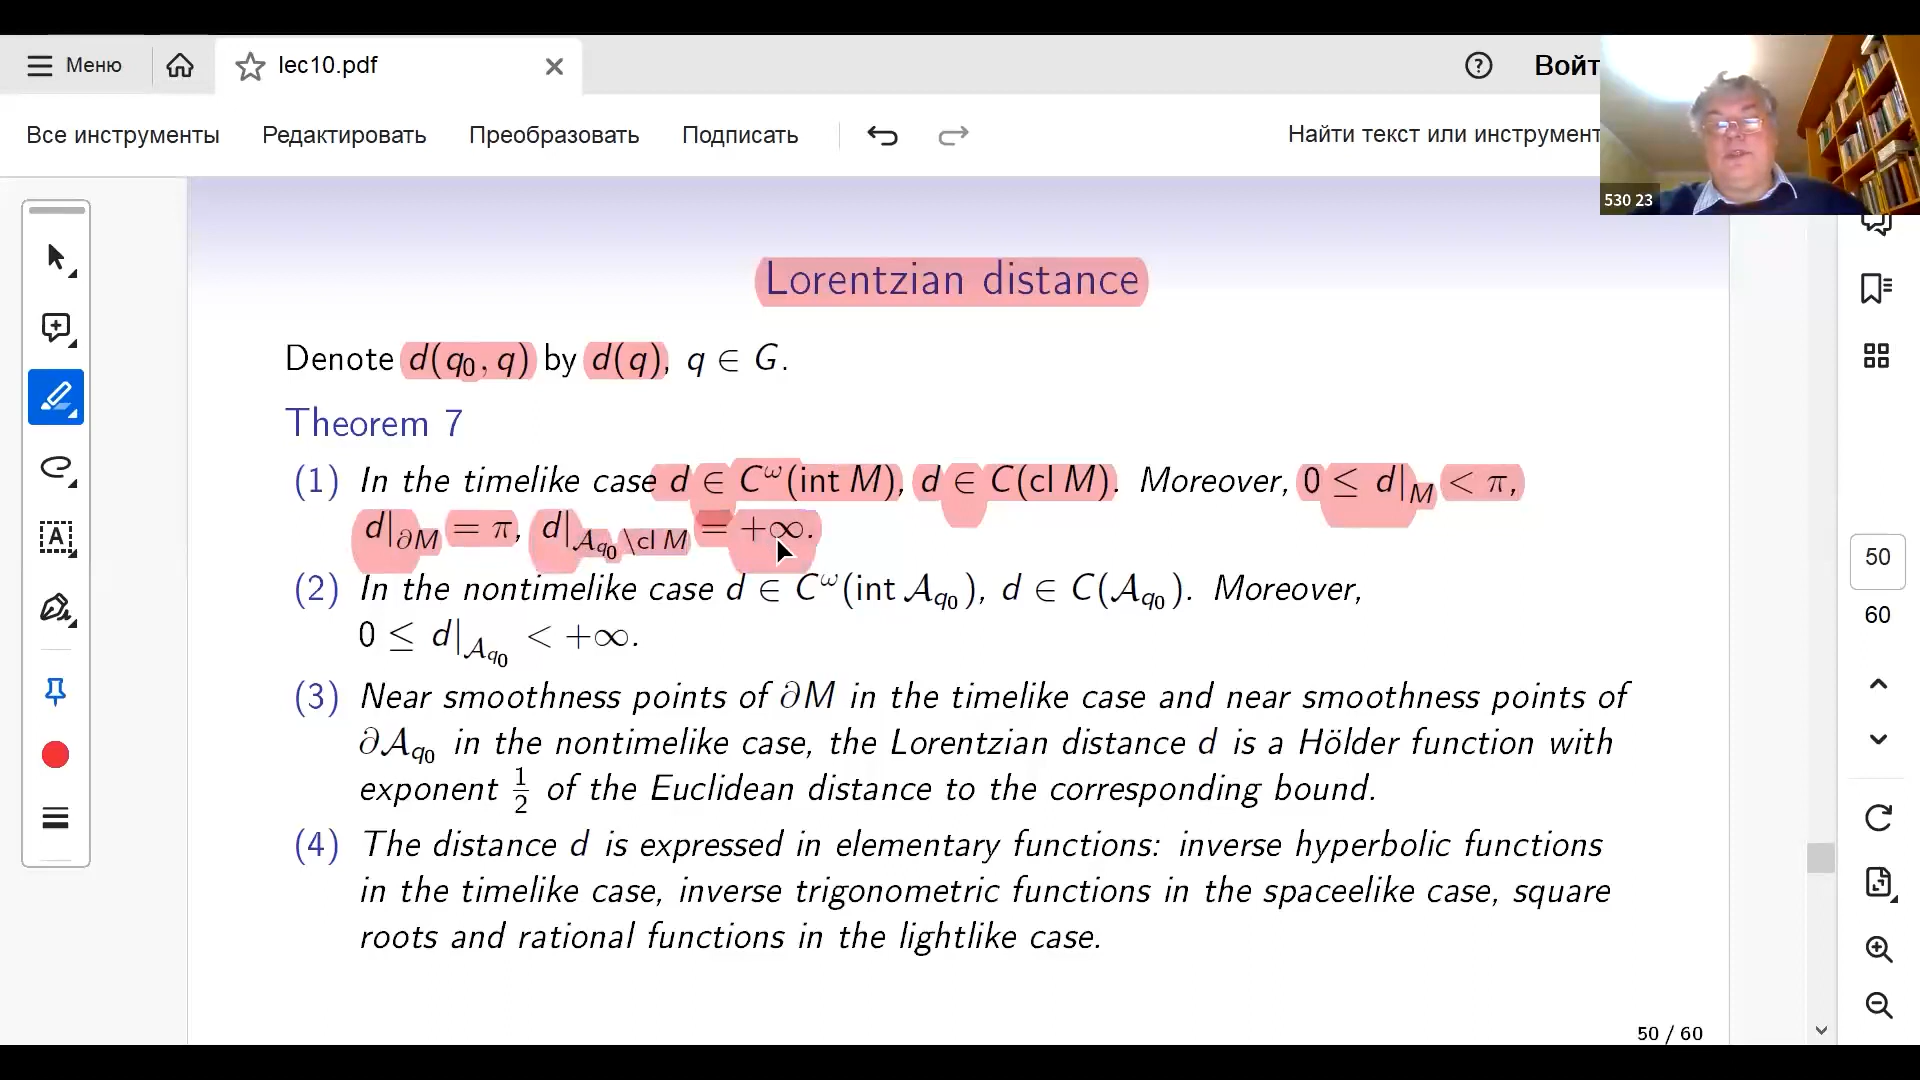 Меню
lec10.pdf
Войт
Все инструменты Редактировать Преобразовать Подписать Найти текст или инструмент
530 23
Lorentzian distance
Denote d(q₀, q) by d(q), q ∈ G.
Theorem 7
(1) In the timelike case d ∈ C^ω(int M), d ∈ C(cl M). Moreover, 0 ≤ d|_M < π,
d|_{∂M} = π, d|_{𝒜_{q₀}\cl M} = +∞.
(2) In the nontimelike case d ∈ C^ω(int 𝒜_{q₀}), d ∈ C(𝒜_{q₀}). Moreover,
0 ≤ d|_{𝒜_{q₀}} < +∞.
(3) Near smoothness points of ∂M in the timelike case and near smoothness points of
∂𝒜_{q₀} in the nontimelike case, the Lorentzian distance d is a Hölder function with
exponent 1/2 of the Euclidean distance to the corresponding bound.
(4) The distance d is expressed in elementary functions: inverse hyperbolic functions
in the timelike case, inverse trigonometric functions in the spaceelike case, square
roots and rational functions in the lightlike case.
50 / 60
50
60